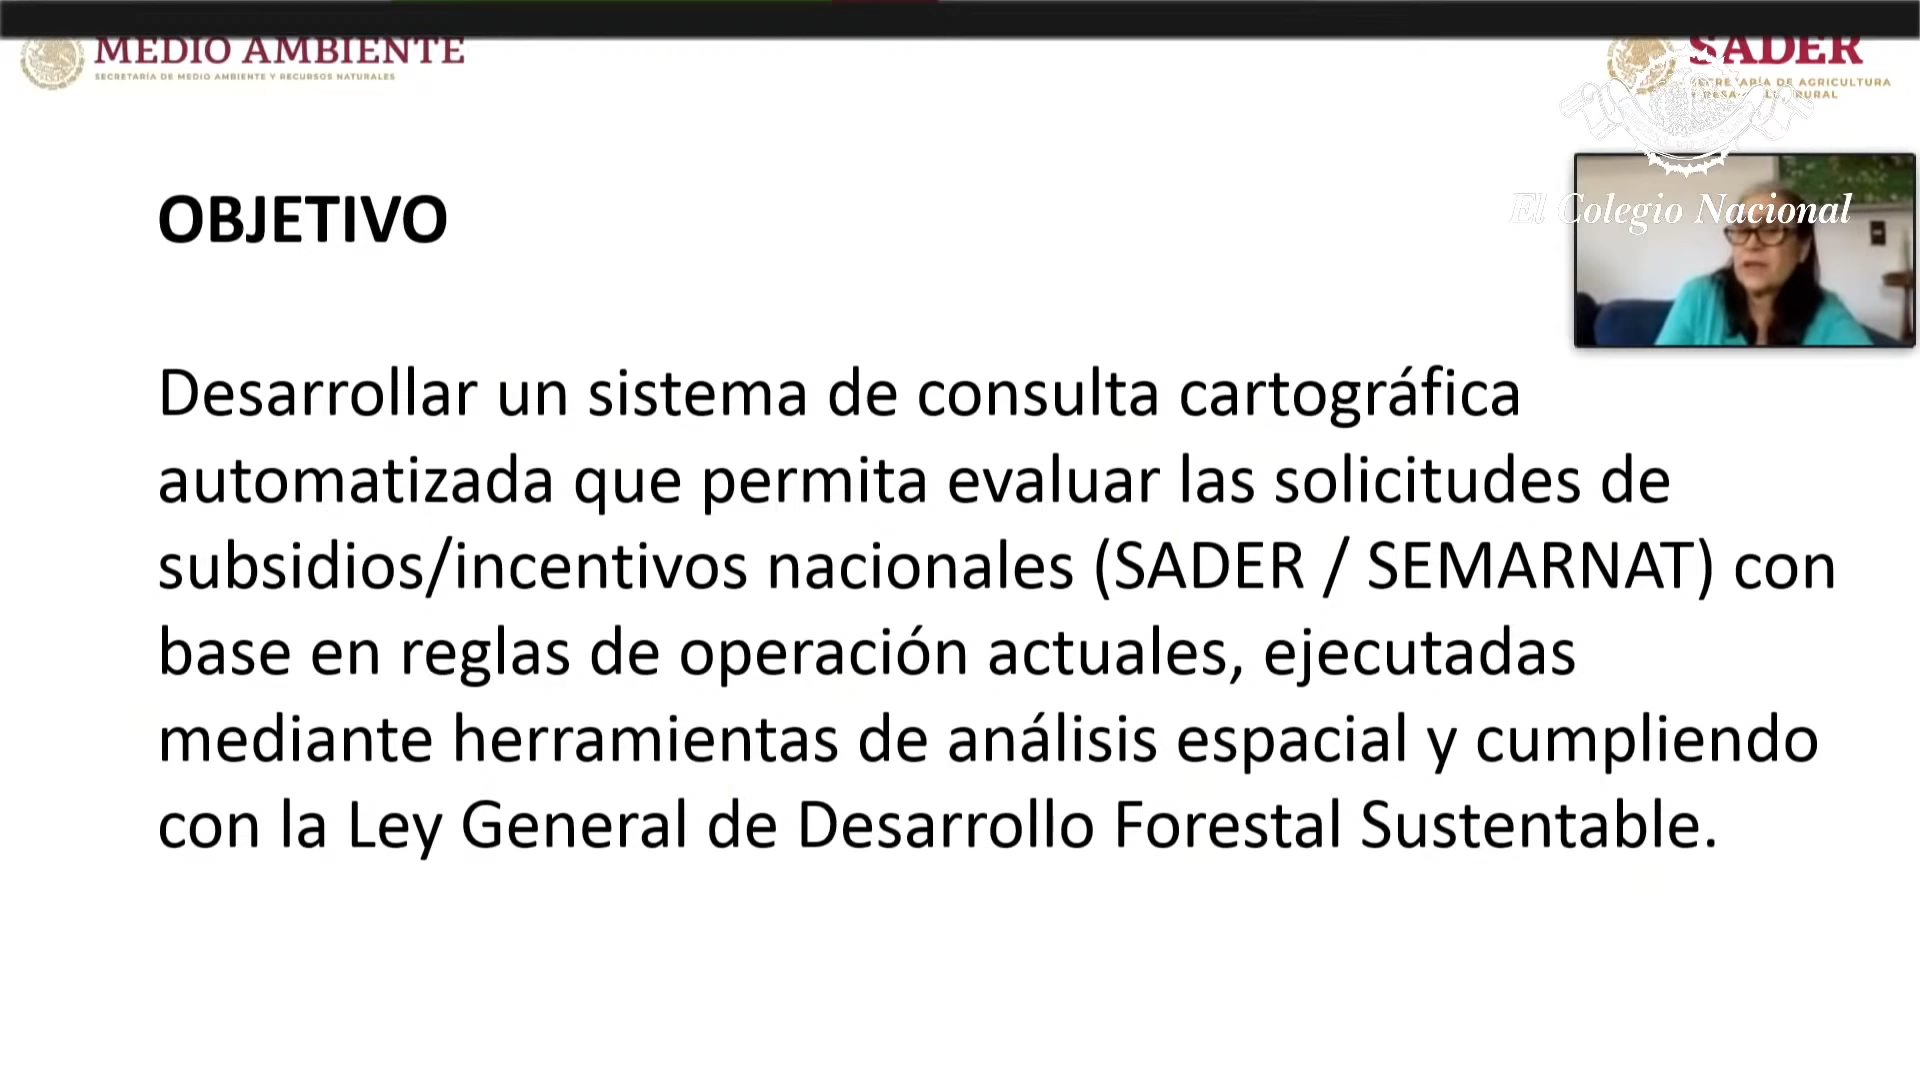 MEDIO AMBIENTE
SECRETARÍA DE MEDIO AMBIENTE Y RECURSOS NATURALES
SADER
SECRETARÍA DE AGRICULTURA
RURAL
El Colegio Nacional
OBJETIVO
Desarrollar un sistema de consulta cartográfica
automatizada que permita evaluar las solicitudes de
subsidios/incentivos nacionales (SADER / SEMARNAT) con
base en reglas de operación actuales, ejecutadas
mediante herramientas de análisis espacial y cumpliendo
con la Ley General de Desarrollo Forestal Sustentable.